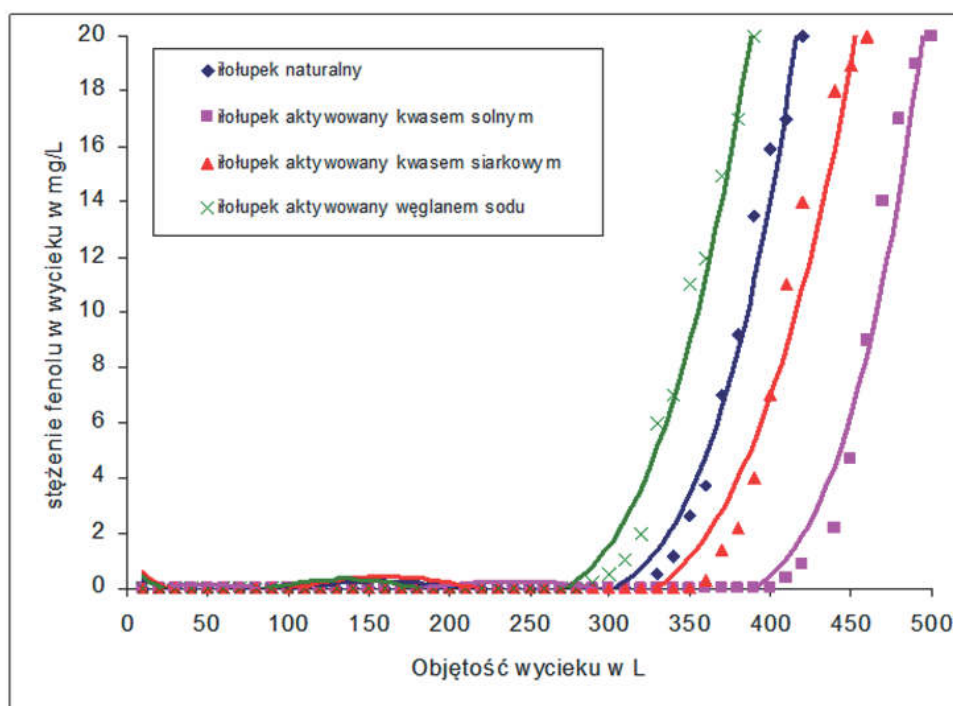 iłołupek naturalny
iłołupek aktywowany kwasem solnym
iłołupek aktywowany kwasem siarkowym
iłołupek aktywowany węglanem sodu
stężenie fenolu w wycieku w mg/L
20
18
16
14
12
10
8
6
4
2
0
0 50 100 150 200 250 300 350 400 450 500
Objętość wycieku w L